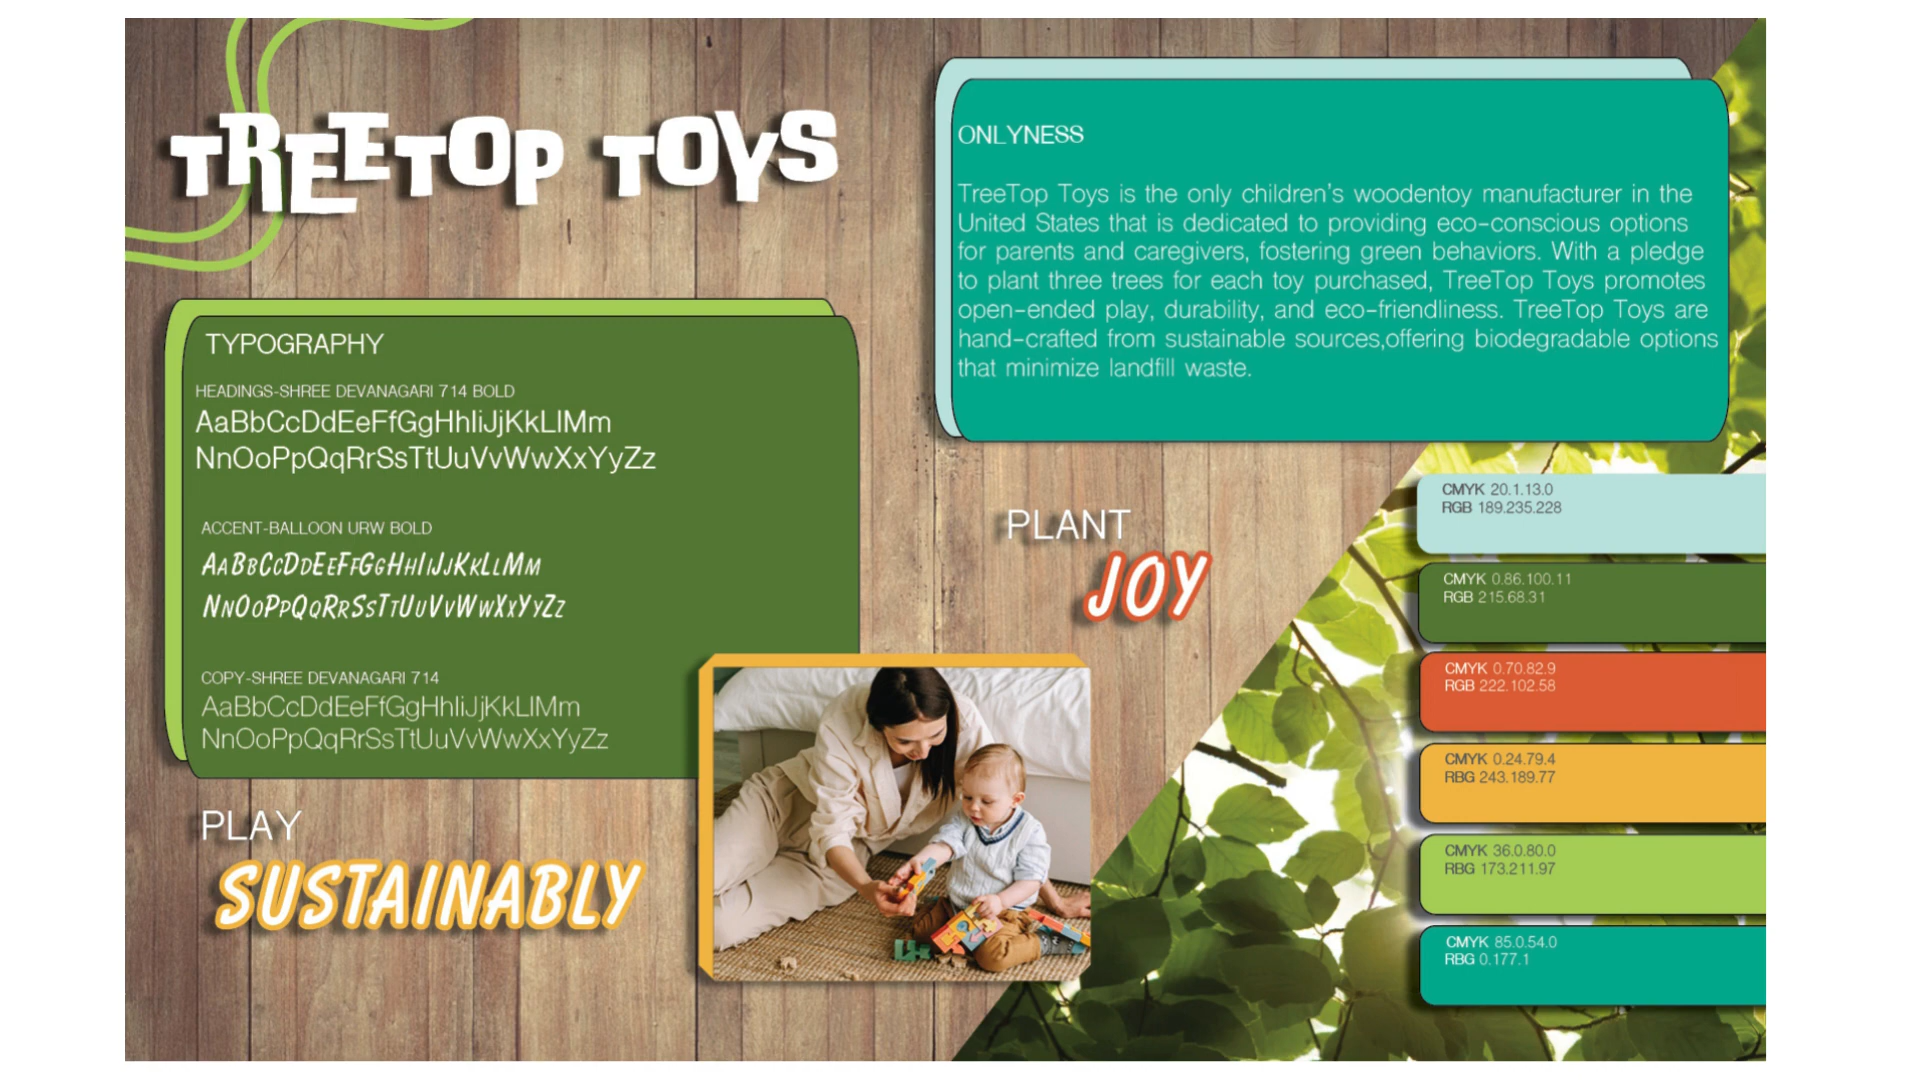 TREETOP TOYS
ONLYNESS
TreeTop Toys is the only children's woodentoy manufacturer in the
United States that is dedicated to providing eco-conscious options
for parents and caregivers, fostering green behaviors. With a pledge
to plant three trees for each toy purchased, TreeTop Toys promotes
open-ended play, durability, and eco-friendliness. TreeTop Toys are
hand-crafted from sustainable sources,offering biodegradable options
that minimize landfill waste.
TYPOGRAPHY
HEADINGS-SHREE DEVANAGARI 714 BOLD
AaBbCcDdEeFfGgHhIiJjKkLlMm
NnOoPpQqRrSsTtUuVvWwXxYyZz
ACCENT-BALLOON URW BOLD
AaBbCcDdEeFfGgHhIiJjKkLlMm
NnOoPpQqRrSsTtUuVvWwXxYyZz
COPY-SHREE DEVANAGARI 714
AaBbCcDdEeFfGgHhIiJjKkLlMm
NnOoPpQqRrSsTtUuVvWwXxYyZz
PLANT
JOY
PLAY
SUSTAINABLY
CMYK 20.1.13.0
RGB 189.235.228
CMYK 0.86.100.11
RGB 215.68.31
CMYK 0.70.82.9
RGB 222.102.58
CMYK 0.24.79.4
RBG 243.189.77
CMYK 36.0.80.0
RBG 173.211.97
CMYK 85.0.54.0
RBG 0.177.1